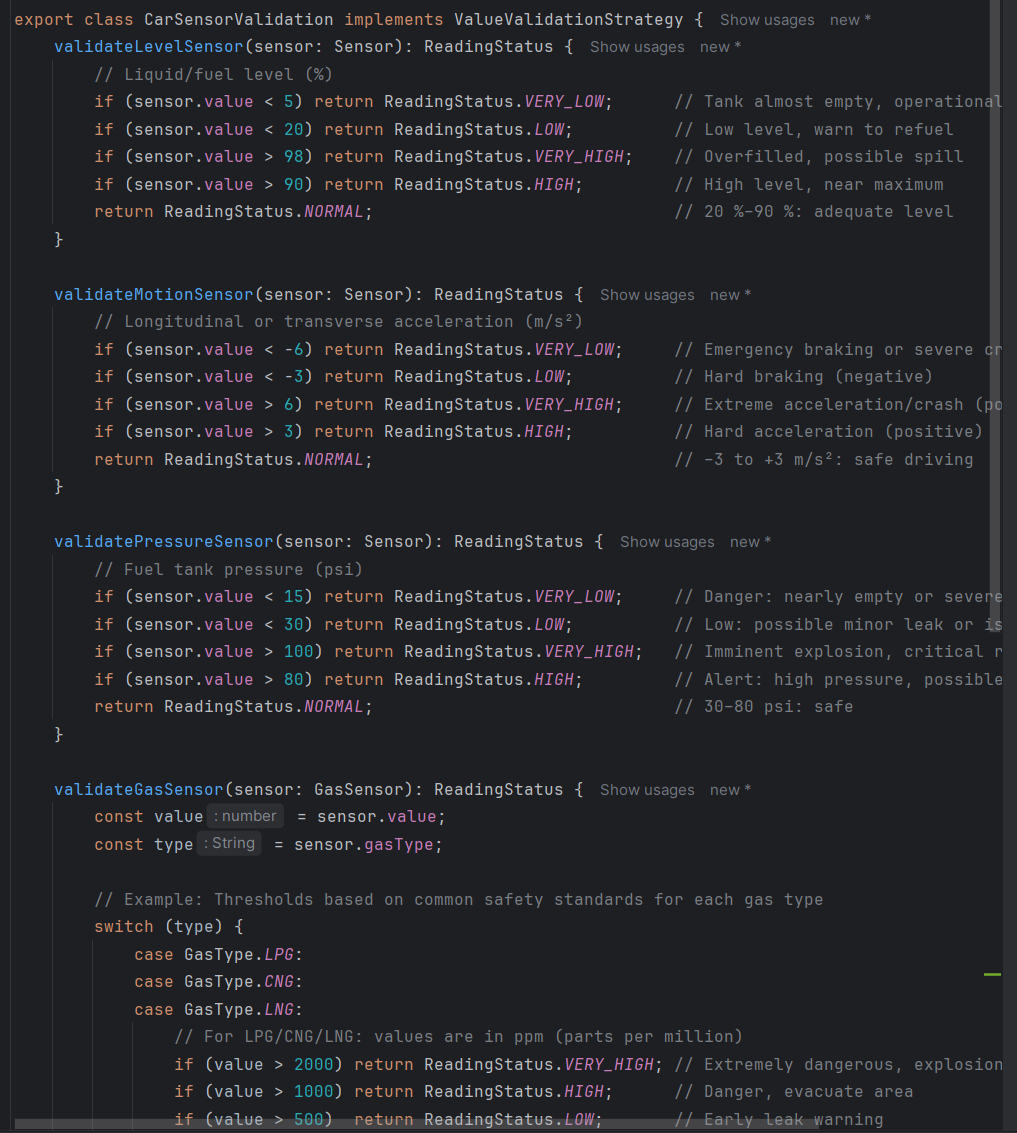 export class CarSensorValidation implements ValueValidationStrategy {  Show usages  new *
    validateLevelSensor(sensor: Sensor): ReadingStatus {  Show usages  new *
        // Liquid/fuel level (%)
        if (sensor.value < 5) return ReadingStatus.VERY_LOW;      // Tank almost empty, operational
        if (sensor.value < 20) return ReadingStatus.LOW;          // Low level, warn to refuel
        if (sensor.value > 98) return ReadingStatus.VERY_HIGH;    // Overfilled, possible spill
        if (sensor.value > 90) return ReadingStatus.HIGH;         // High level, near maximum
        return ReadingStatus.NORMAL;                              // 20 %-90 %: adequate level
    }

    validateMotionSensor(sensor: Sensor): ReadingStatus {  Show usages  new *
        // Longitudinal or transverse acceleration (m/s²)
        if (sensor.value < -6) return ReadingStatus.VERY_LOW;     // Emergency braking or severe cr
        if (sensor.value < -3) return ReadingStatus.LOW;          // Hard braking (negative)
        if (sensor.value > 6) return ReadingStatus.VERY_HIGH;     // Extreme acceleration/crash (po
        if (sensor.value > 3) return ReadingStatus.HIGH;          // Hard acceleration (positive)
        return ReadingStatus.NORMAL;                              // -3 to +3 m/s²: safe driving
    }

    validatePressureSensor(sensor: Sensor): ReadingStatus {  Show usages  new *
        // Fuel tank pressure (psi)
        if (sensor.value < 15) return ReadingStatus.VERY_LOW;     // Danger: nearly empty or severe
        if (sensor.value < 30) return ReadingStatus.LOW;          // Low: possible minor leak or is
        if (sensor.value > 100) return ReadingStatus.VERY_HIGH;   // Imminent explosion, critical r
        if (sensor.value > 80) return ReadingStatus.HIGH;         // Alert: high pressure, possible
        return ReadingStatus.NORMAL;                              // 30-80 psi: safe
    }

    validateGasSensor(sensor: GasSensor): ReadingStatus {  Show usages  new *
        const value : number  = sensor.value;
        const type : String  = sensor.gasType;

        // Example: Thresholds based on common safety standards for each gas type
        switch (type) {
            case GasType.LPG:
            case GasType.CNG:
            case GasType.LNG:
                // For LPG/CNG/LNG: values are in ppm (parts per million)
                if (value > 2000) return ReadingStatus.VERY_HIGH; // Extremely dangerous, explosion
                if (value > 1000) return ReadingStatus.HIGH;      // Danger, evacuate area
                if (value > 500)  return ReadingStatus.LOW;       // Early leak warning